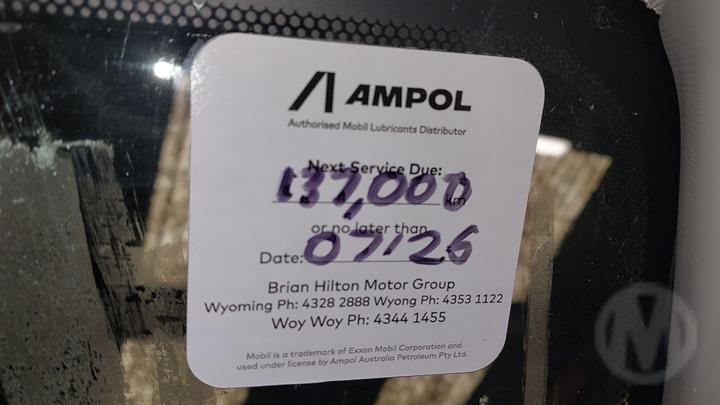 AMPOL
Authorised Mobil Lubricants Distributor
Next Service Due:
137,000 km
or no later than
Date: 07-26
Brian Hilton Motor Group
Wyoming Ph: 4328 2888 Wyong Ph: 4353 1122
Woy Woy Ph: 4344 1455
Mobil is a trademark of Exxon Mobil Corporation and
used under license by Ampol Australia Petroleum Pty Ltd.
M